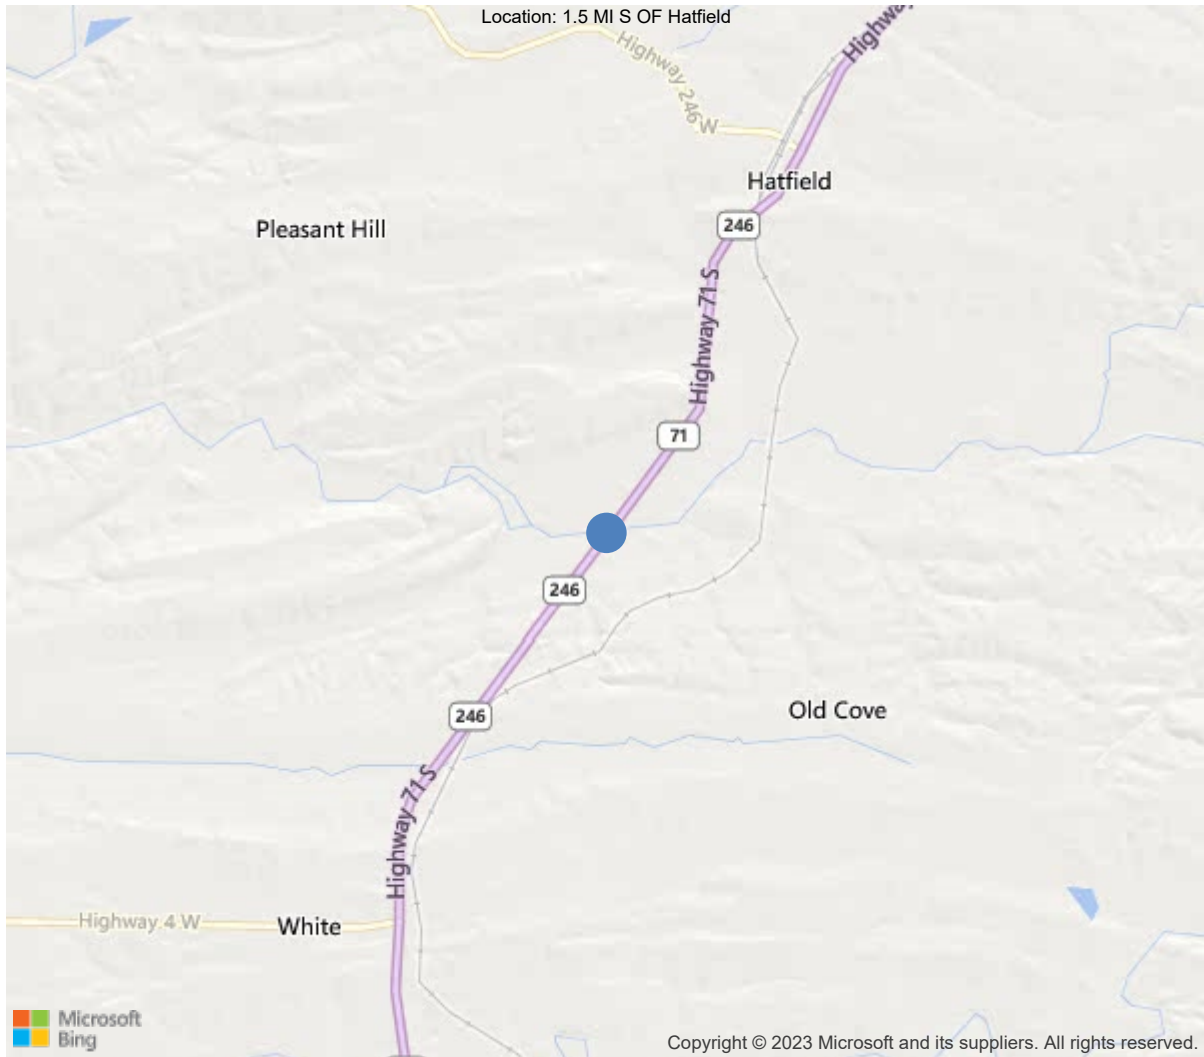 Location: 1.5 MI S OF Hatfield
Highway
Highway 246 W
Hatfield
Pleasant Hill
246
Highway 71 S
71
246
246
Old Cove
Highway 71 S
Highway 4 W
White
Microsoft
Bing
Copyright © 2023 Microsoft and its suppliers. All rights reserved.